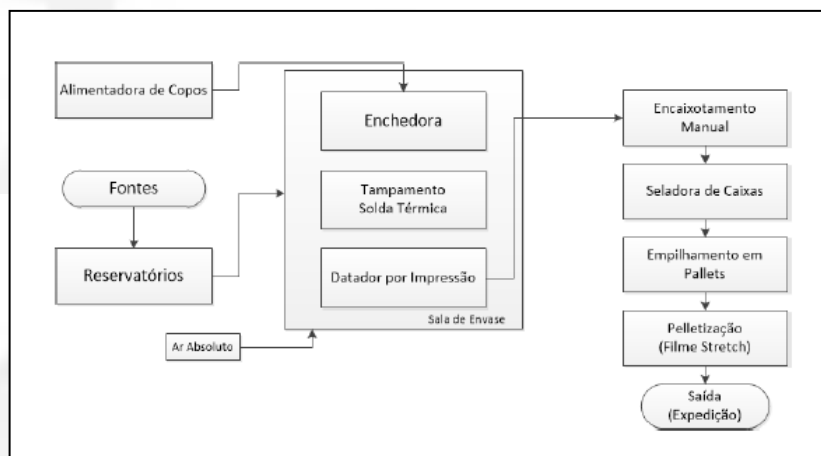 Alimentadora de Copos
Fontes
Reservatórios
Ar Absoluto
Enchedora
Tampamento
Solda Térmica
Datador por Impressão
Sala de Envase
Encaixotamento
Manual
Seladora de Caixas
Empilhamento em
Pallets
Pelletização
(Filme Stretch)
Saída
(Expedição)